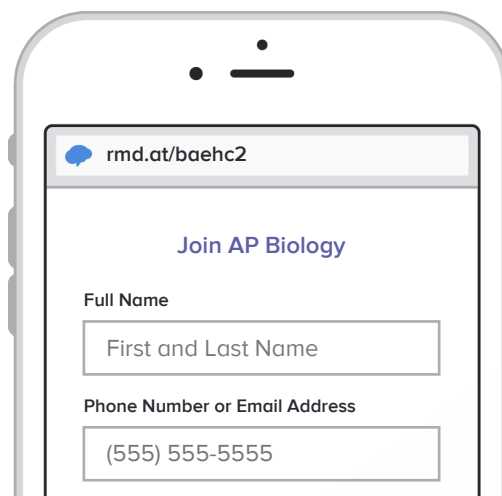 rmd.at/baehc2
Join AP Biology
Full Name
First and Last Name
Phone Number or Email Address
(555) 555-5555